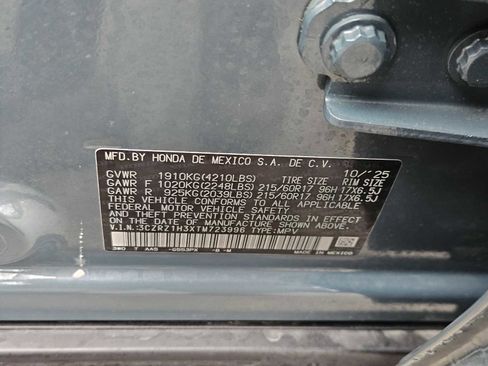 MFD.BY HONDA DE MEXICO S.A. DE C.V. 10/'25
GVWR 1910KG(4210LBS) TIRE SIZE RIM SIZE
GAWR F 1020KG(2248LBS) 215/60R17 96H 17X6.5J
GAWR R 925KG(2039LBS) 215/60R17 96H 17X6.5J
THIS VEHICLE CONFORMS TO ALL APPLICABLE
FEDERAL MOTOR VEHICLE SAFETY AND
THEFT PREVENTION STANDARDS IN EFFECT
ON THE DATE OF MANUFACTURE SHOWN ABOVE.
V.I.N.:3CZRZ1H3XTM723996 TYPE:MPV
3W0 7 AAS -B -M MADE IN MEXICO